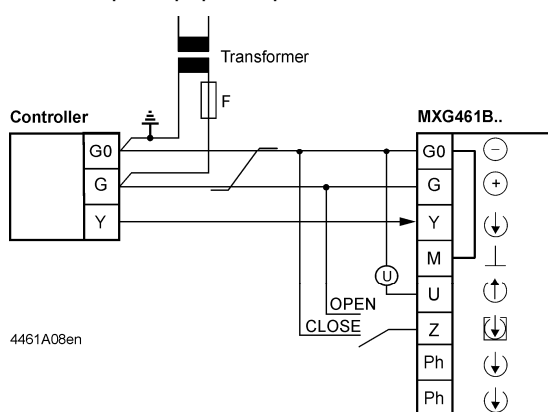 Transformer
F
Controller
MXG461B..
G0
G
Y
G0
G
Y
M
U
Z
Ph
Ph
U
OPEN
CLOSE
4461A08en